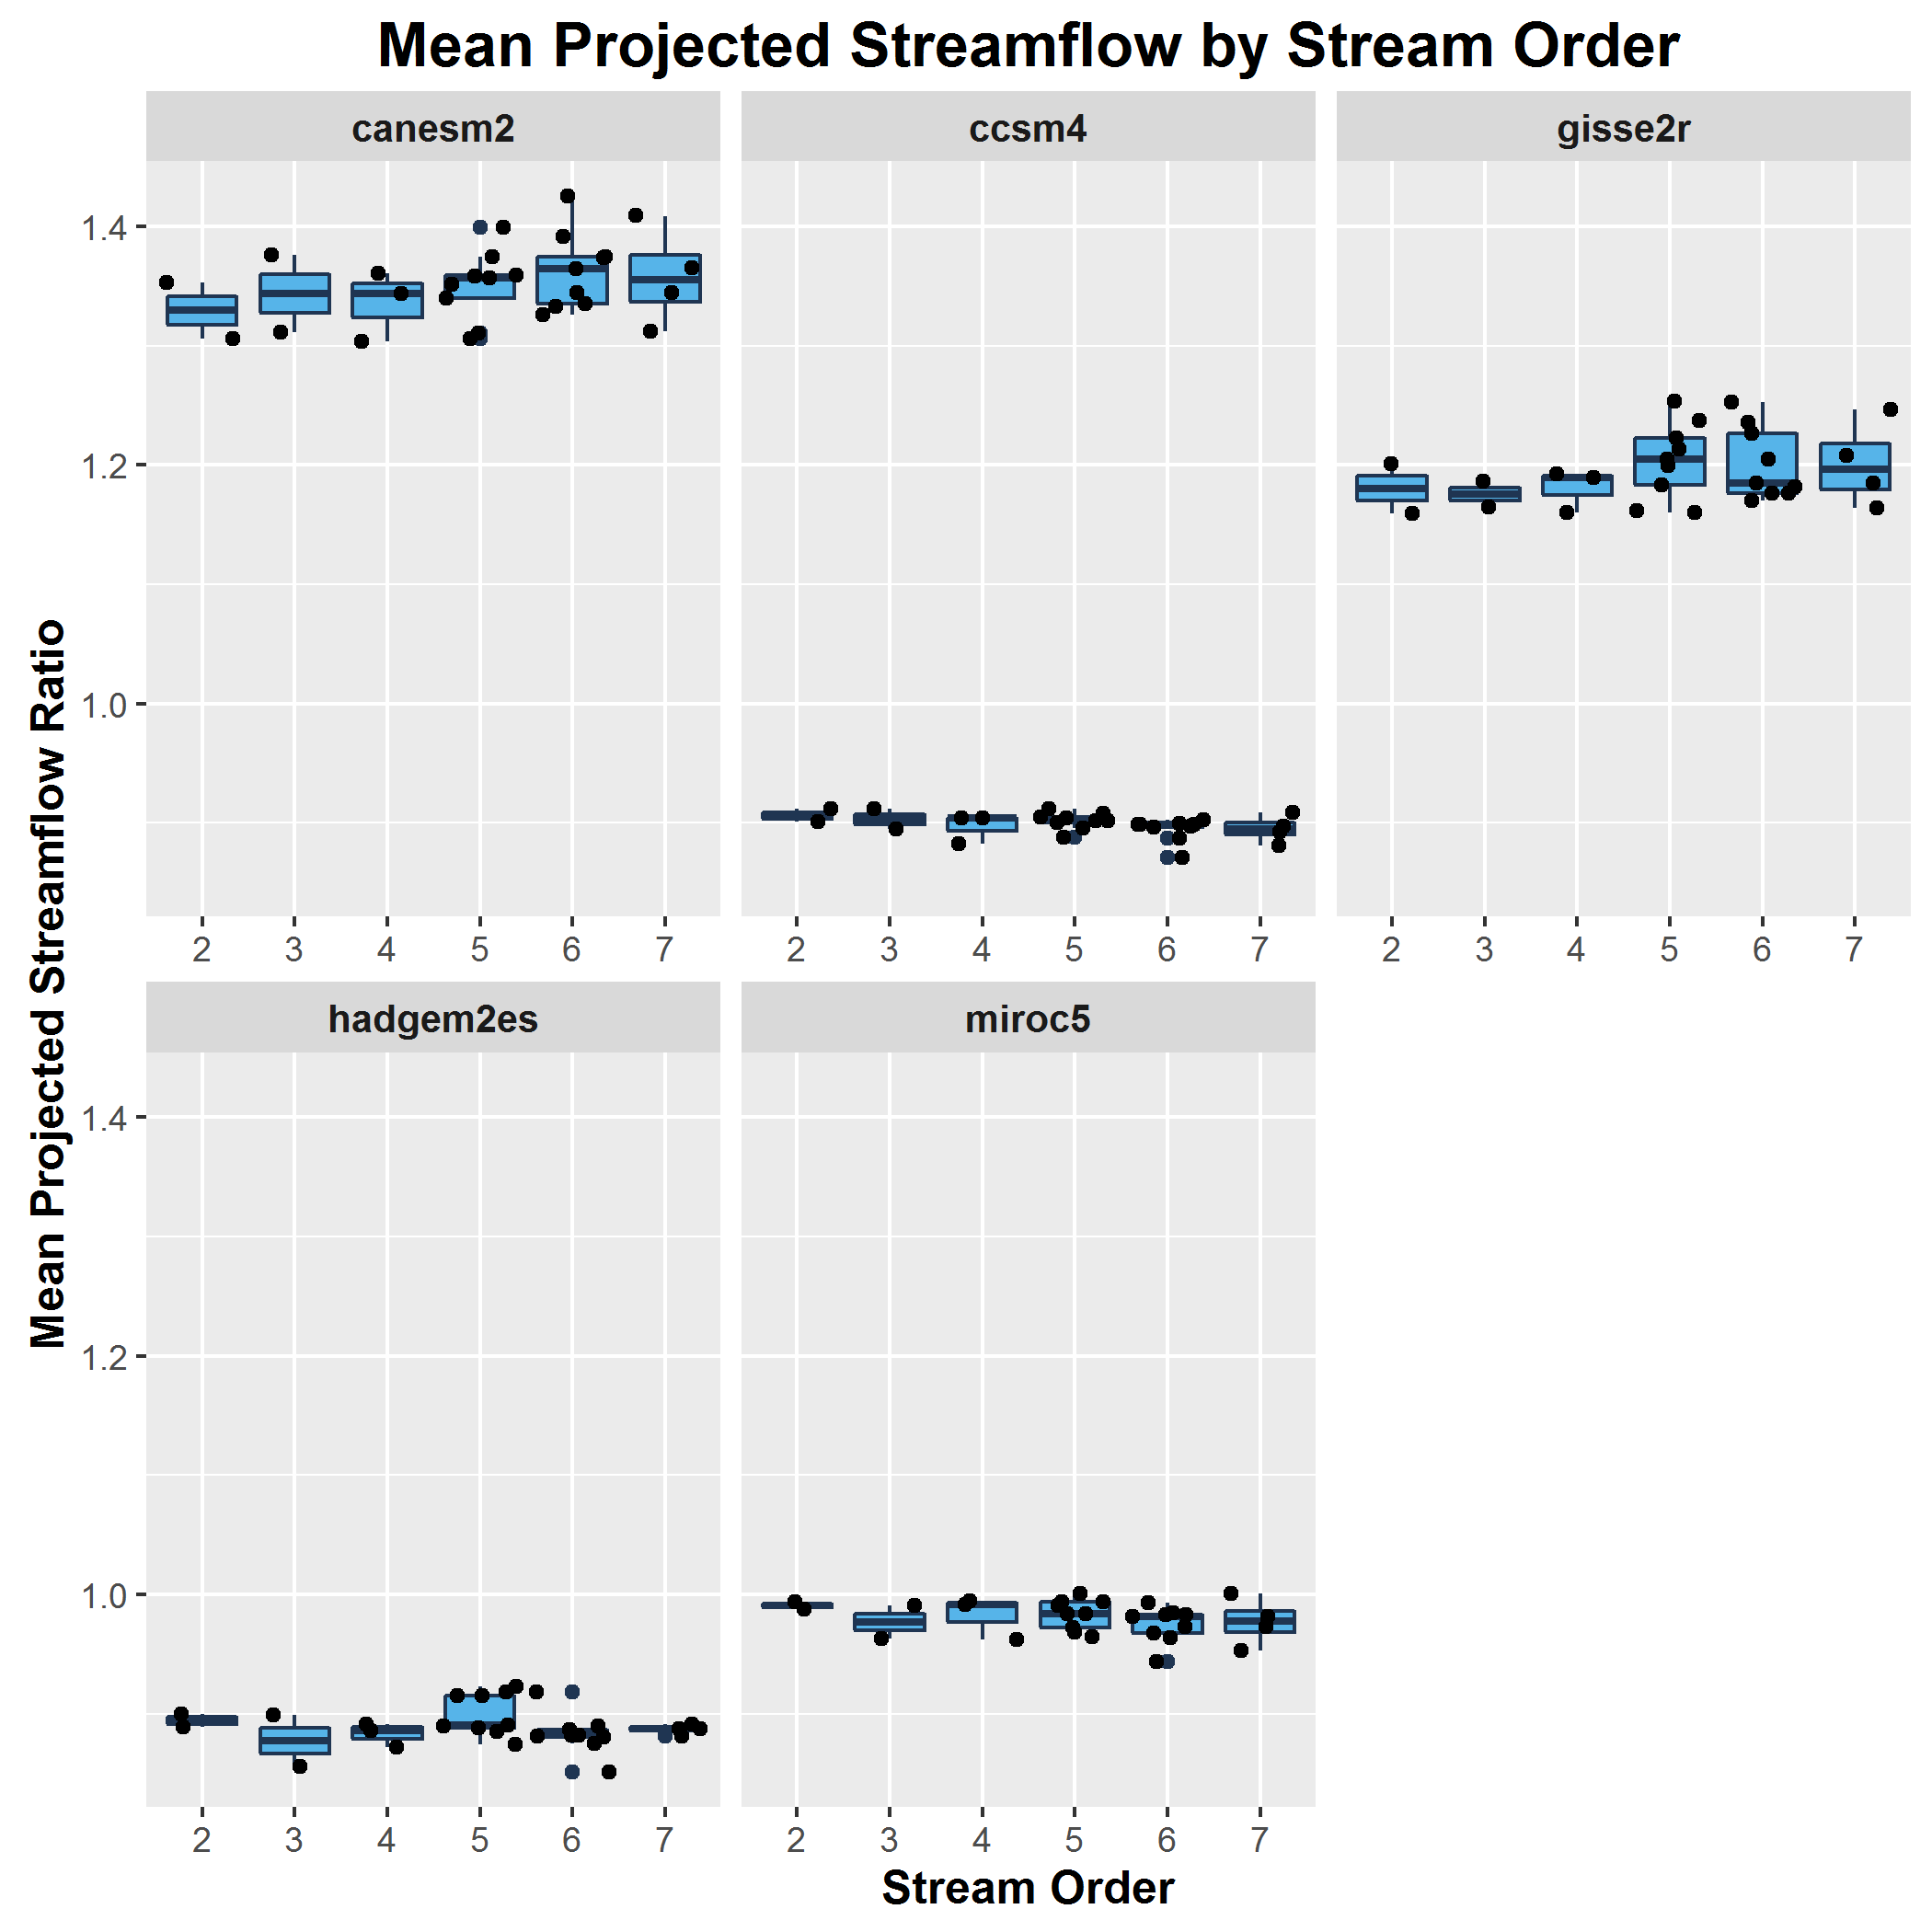 Mean Projected Streamflow by Stream Order
canesm2
ccsm4
gisse2r
Mean Projected Streamflow Ratio
1.4
1.2
1.0
2 3 4 5 6 7
2 3 4 5 6 7
2 3 4 5 6 7
hadgem2es
miroc5
1.4
1.2
1.0
2 3 4 5 6 7
2 3 4 5 6 7
Stream Order